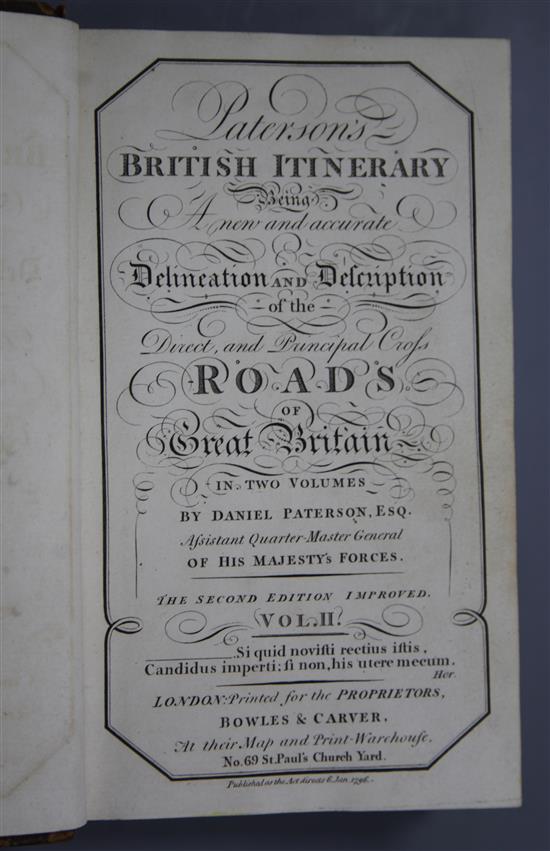 Paterson's
BRITISH ITINERARY
Being
A new and accurate
Delineation AND Deſcription
of the
Direct, and Principal Croſs
ROADS
OF
Great Britain
IN TWO VOLUMES
BY DANIEL PATERSON, ESQ.
Aſsistant Quarter-Master General
OF HIS MAJESTY'S FORCES.
THE SECOND EDITION IMPROVED.
VOL. II.
Si quid noviſti rectius iſtis,
Candidus imperti: ſi non, his utere mecum.
Hor.
LONDON: Printed for the PROPRIETORS,
BOWLES & CARVER,
At their Map and Print-Warehouſe.
No. 69 St. Paul's Church Yard.
Published as the Act directs 6 Jan. 1796.